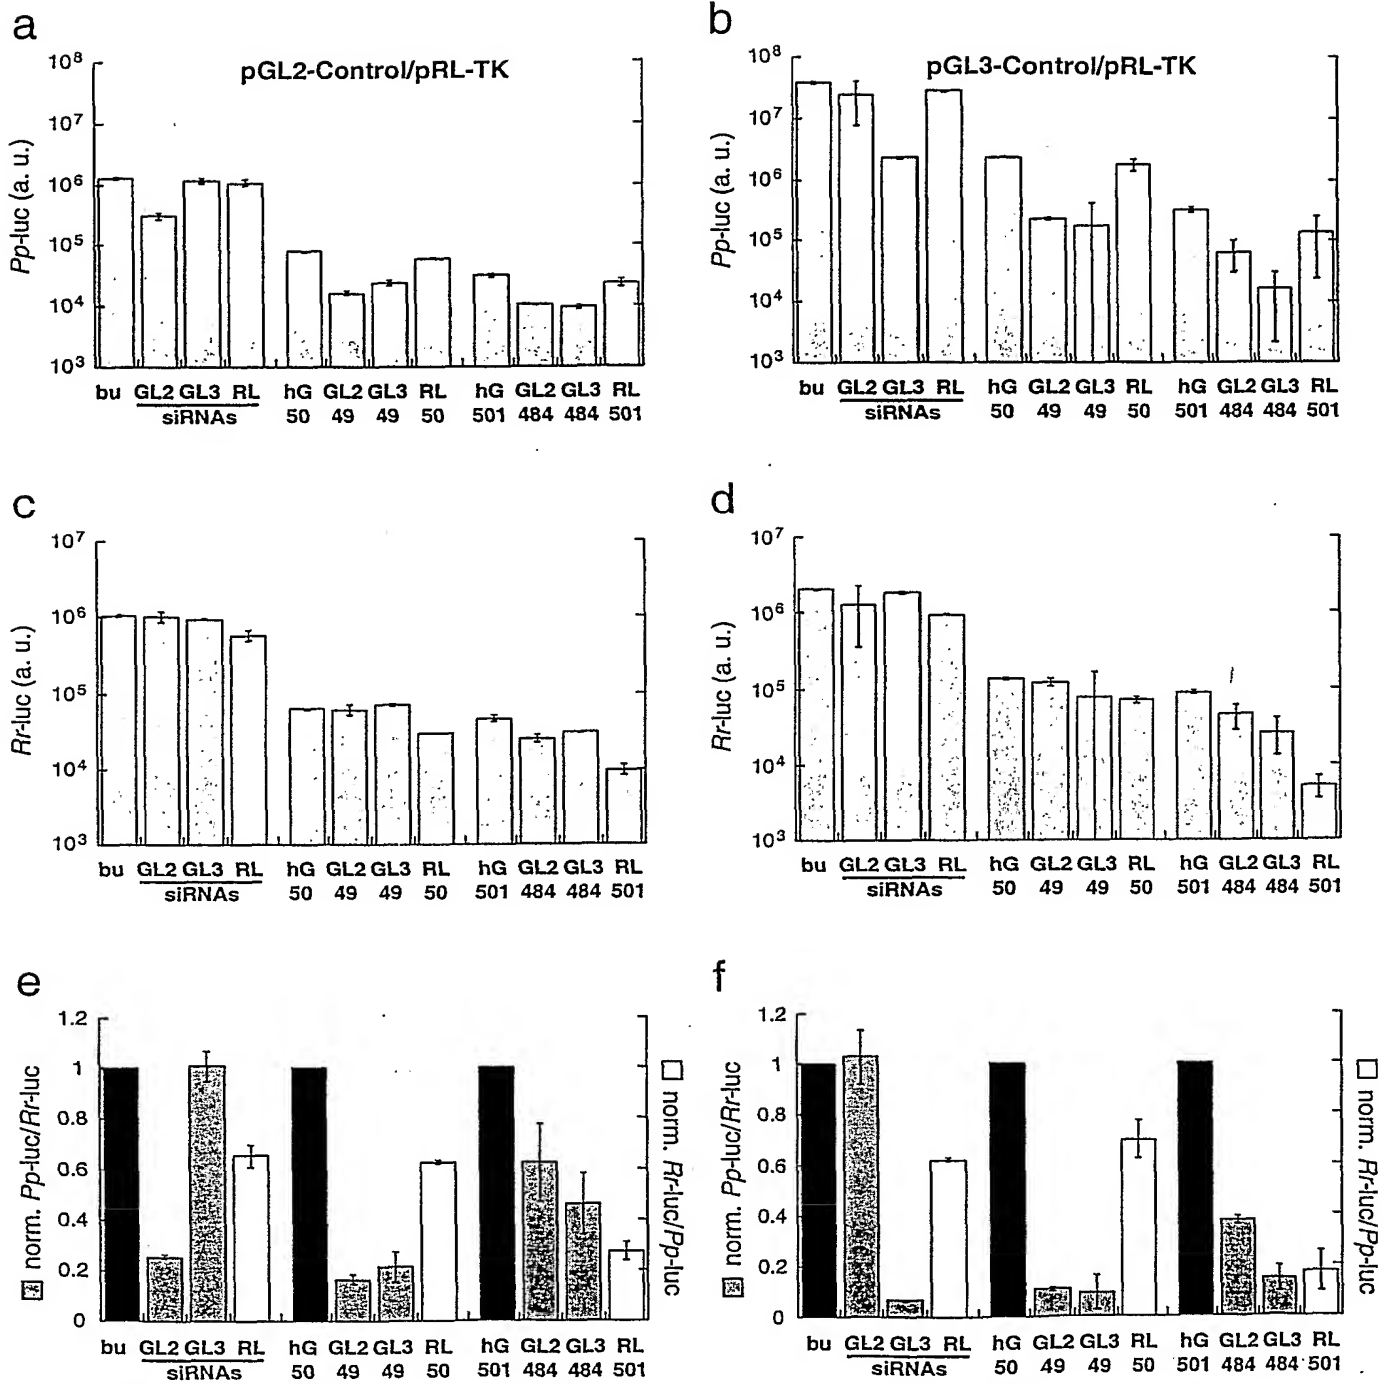 a
pGL2-Control/pRL-TK
Pp-luc (a. u.)
10⁸
10⁷
10⁶
10⁵
10⁴
10³
bu GL2 GL3 RL hG GL2 GL3 RL hG GL2 GL3 RL
siRNAs 50 49 49 50 501 484 484 501
b
pGL3-Control/pRL-TK
Pp-luc (a. u.)
10⁸
10⁷
10⁶
10⁵
10⁴
10³
bu GL2 GL3 RL hG GL2 GL3 RL hG GL2 GL3 RL
siRNAs 50 49 49 50 501 484 484 501
c
Rr-luc (a. u.)
10⁷
10⁶
10⁵
10⁴
10³
bu GL2 GL3 RL hG GL2 GL3 RL hG GL2 GL3 RL
siRNAs 50 49 49 50 501 484 484 501
d
Rr-luc (a. u.)
10⁷
10⁶
10⁵
10⁴
10³
bu GL2 GL3 RL hG GL2 GL3 RL hG GL2 GL3 RL
siRNAs 50 49 49 50 501 484 484 501
e
norm. Pp-luc/Rr-luc
1.2
1
0.8
0.6
0.4
0.2
0
norm. Rr-luc/Pp-luc
bu GL2 GL3 RL hG GL2 GL3 RL hG GL2 GL3 RL
siRNAs 50 49 49 50 501 484 484 501
f
norm. Pp-luc/Rr-luc
1.2
1
0.8
0.6
0.4
0.2
0
norm. Rr-luc/Pp-luc
bu GL2 GL3 RL hG GL2 GL3 RL hG GL2 GL3 RL
siRNAs 50 49 49 50 501 484 484 501